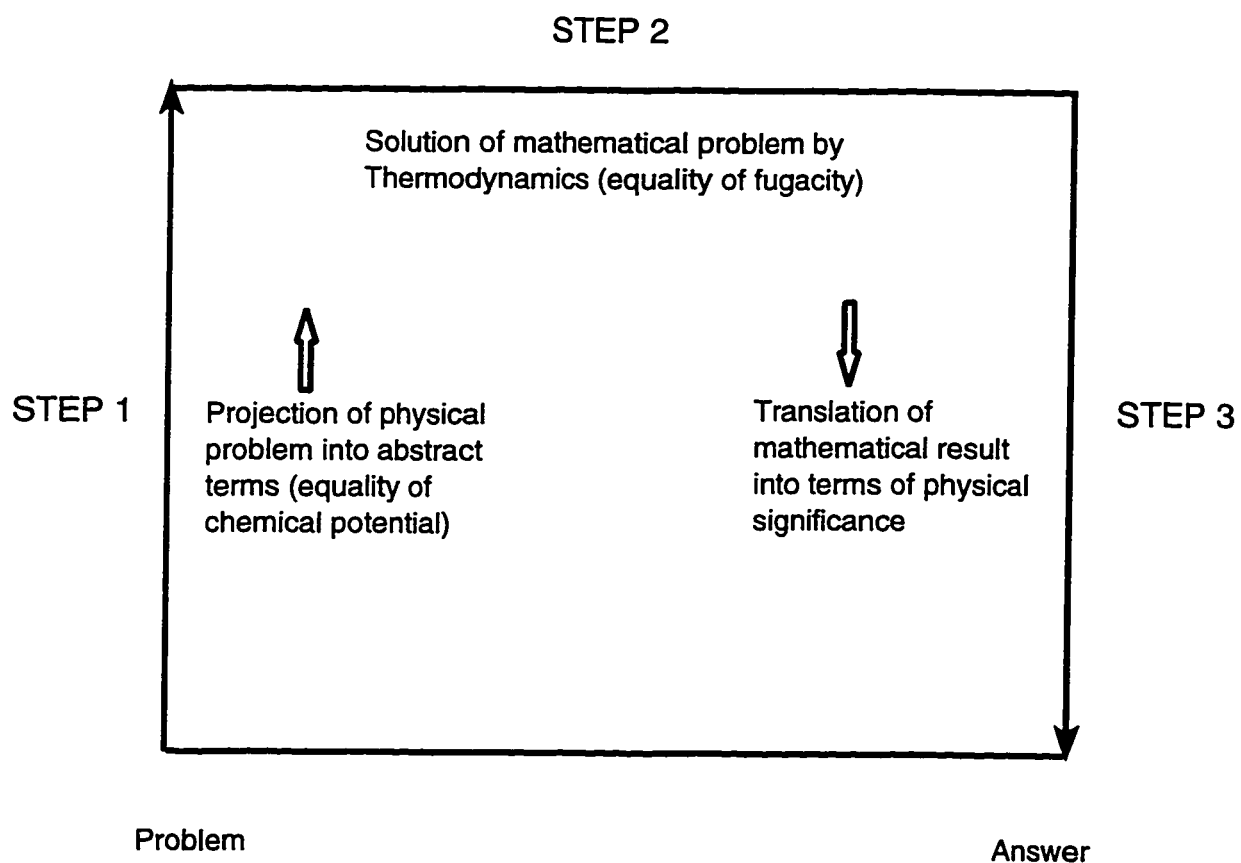 STEP 2
Solution of mathematical problem by
Thermodynamics (equality of fugacity)
STEP 1
Projection of physical
problem into abstract
terms (equality of
chemical potential)
Translation of
mathematical result
into terms of physical
significance
STEP 3
Problem
Answer